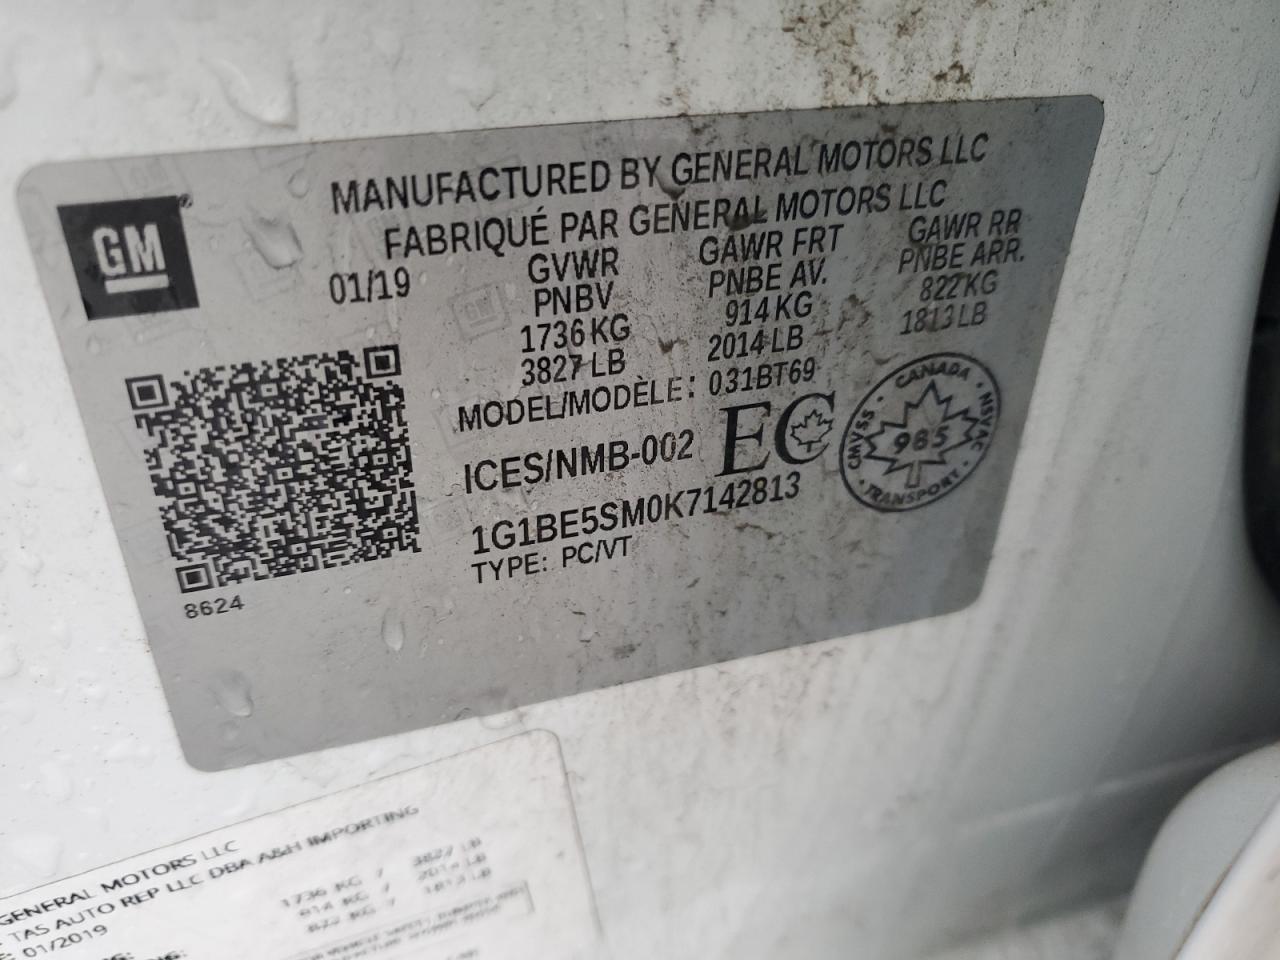 GM®
MANUFACTURED BY GENERAL MOTORS LLC
FABRIQUÉ PAR GENERAL MOTORS LLC
01/19
GVWR GAWR FRT GAWR RR
PNBV PNBE AV. PNBE ARR.
1736 KG 914 KG 822 KG
3827 LB 2014 LB 1813 LB
MODEL/MODÈLE: 031BT69
ICES/NMB-002
EC
CANADA · NSVAC · TRANSPORT · CMVSS
985
1G1BE5SM0K7142813
TYPE: PC/VT
8624
GENERAL MOTORS LLC
TAS AUTO REP LLC DBA A&H IMPORTING
01/2019
1736 KG / 3827 LB
914 KG / 2014 LB
822 KG / 1813 LB